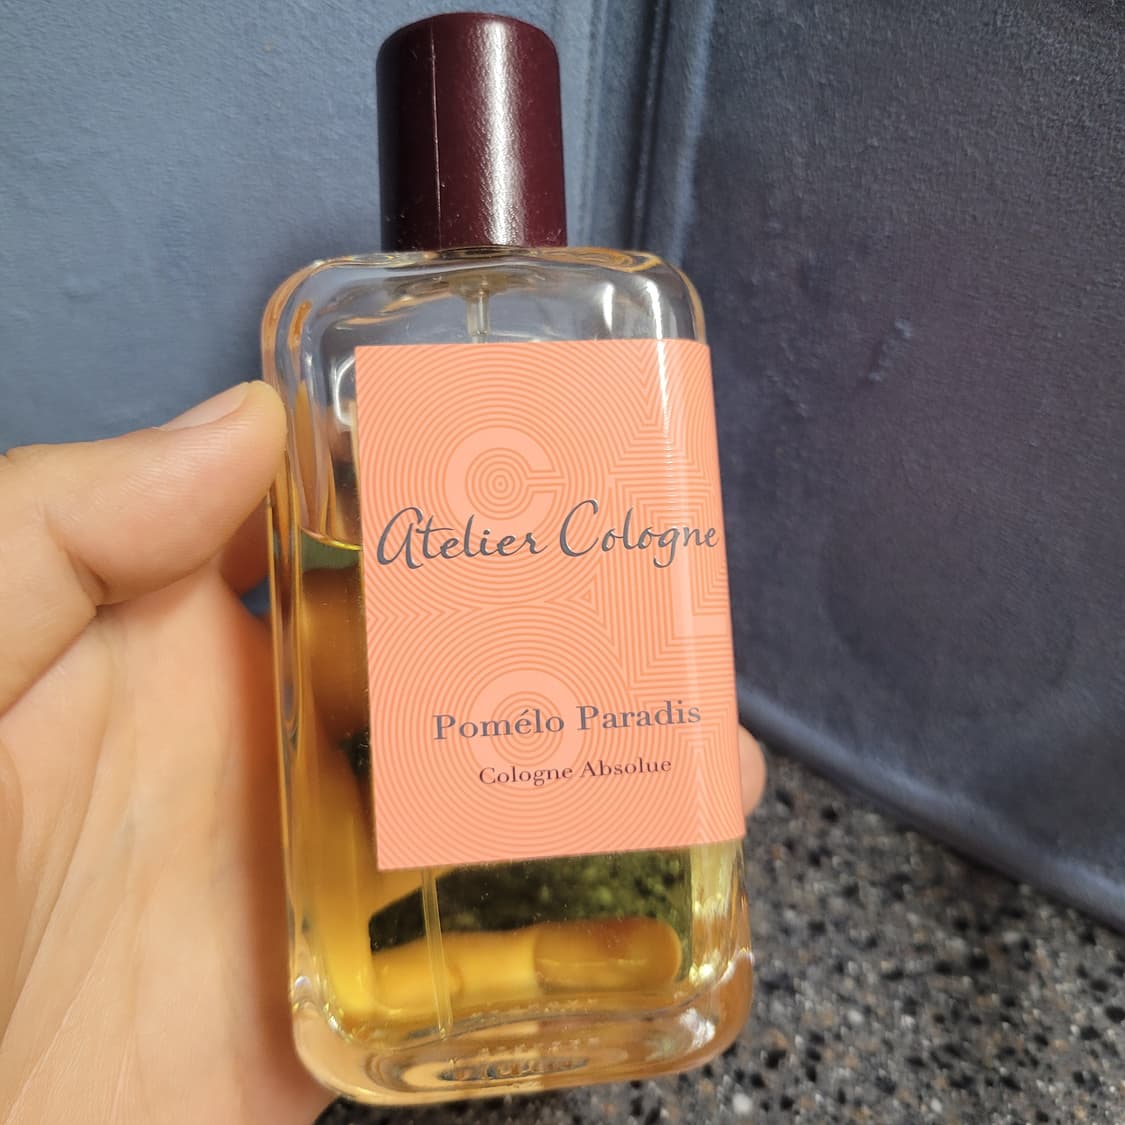 Atelier Cologne
Pomélo Paradis
Cologne Absolue